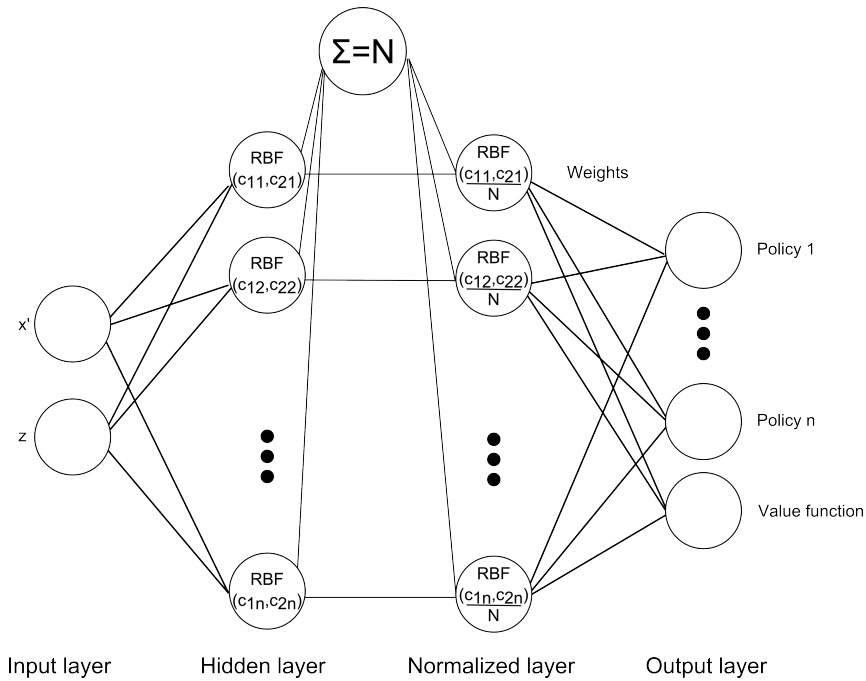 Σ=N
RBF
(c11,c21)
RBF
(c11,c21)
N
Weights
RBF
(c12,c22)
RBF
(c12,c22)
N
Policy 1
x'
z
Policy n
Value function
RBF
(c1n,c2n)
RBF
(c1n,c2n)
N
Input layer
Hidden layer
Normalized layer
Output layer